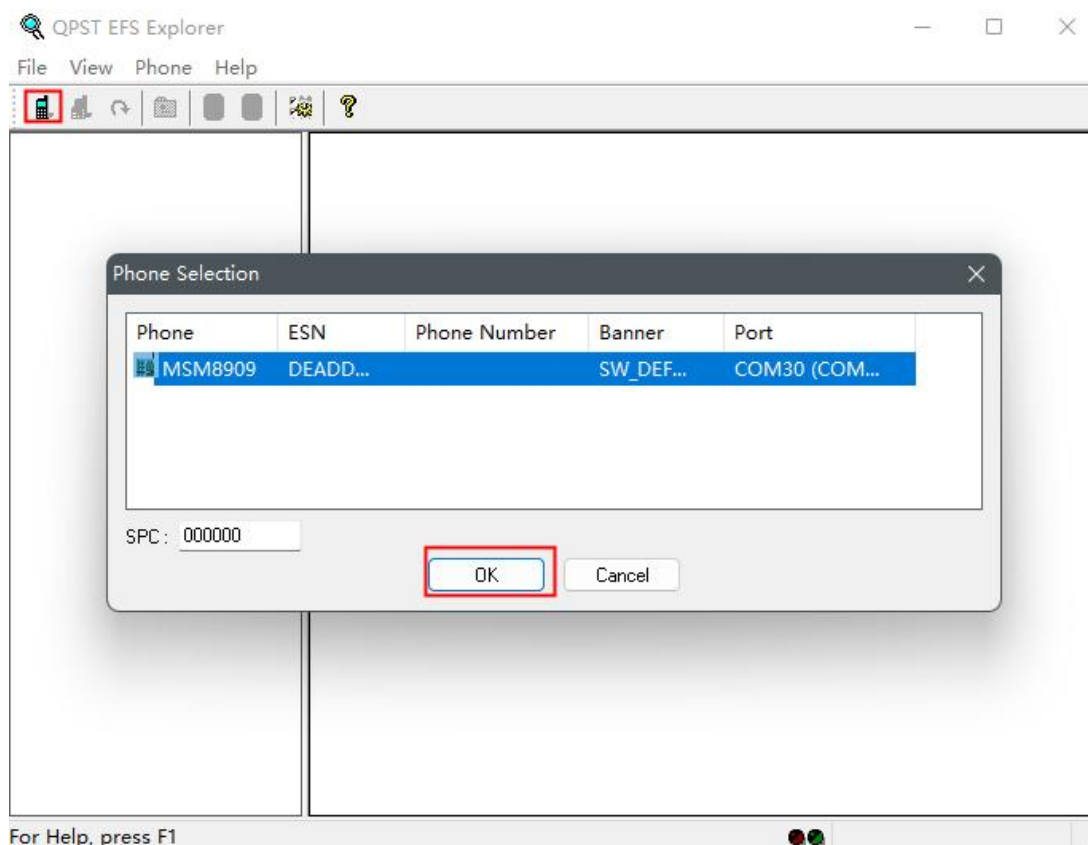 QPST EFS Explorer
File View Phone Help
Phone Selection
Phone ESN Phone Number Banner Port
MSM8909 DEADD... SW_DEF... COM30 (COM...
SPC: 000000
OK Cancel
For Help, press F1